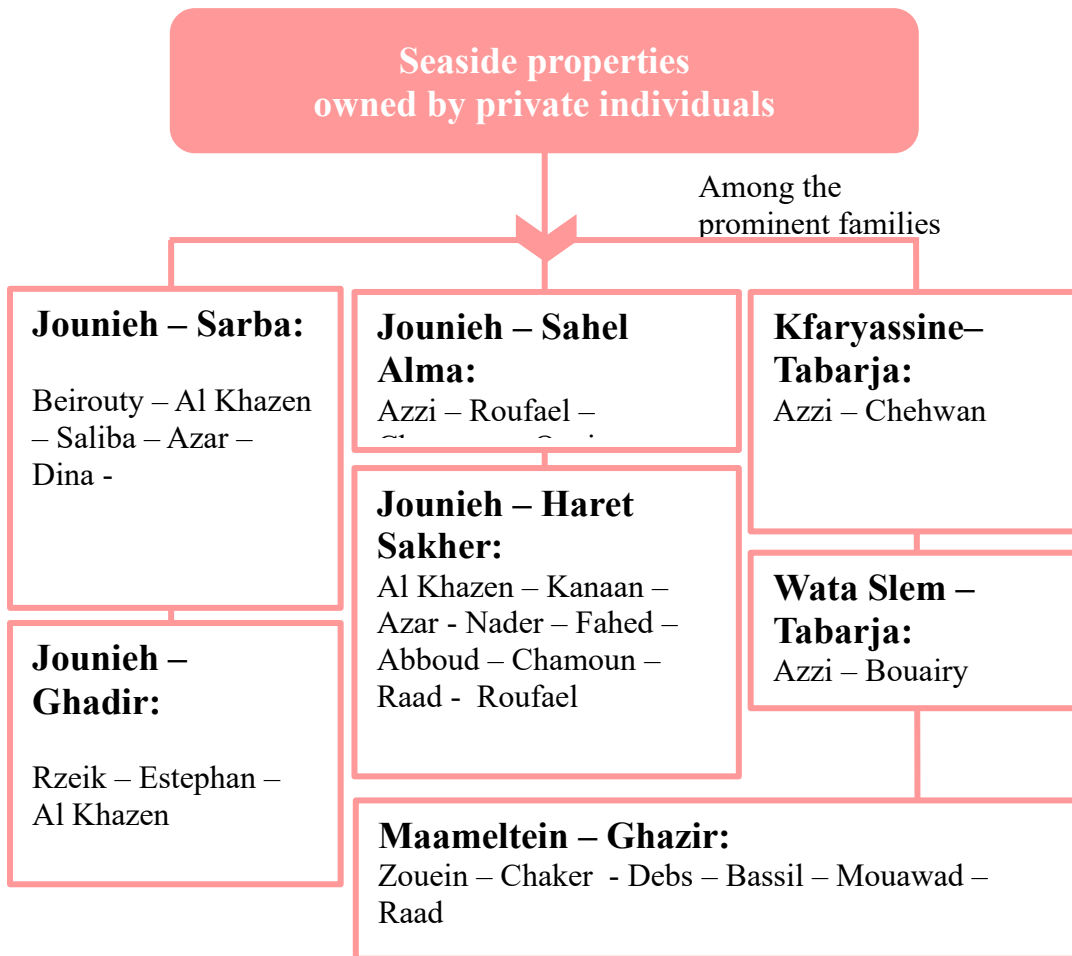 Seaside properties
owned by private individuals
Among the
prominent families
Jounieh – Sarba:
Beirouty – Al Khazen
– Saliba – Azar –
Dina -
Jounieh –
Ghadir:
Rzeik – Estephan –
Al Khazen
Jounieh – Sahel
Alma:
Azzi – Roufael –
Jounieh – Haret
Sakher:
Al Khazen – Kanaan –
Azar - Nader – Fahed –
Abboud – Chamoun –
Raad - Roufael
Kfaryassine–
Tabarja:
Azzi – Chehwan
Wata Slem –
Tabarja:
Azzi – Bouairy
Maameltein – Ghazir:
Zouein – Chaker - Debs – Bassil – Mouawad –
Raad